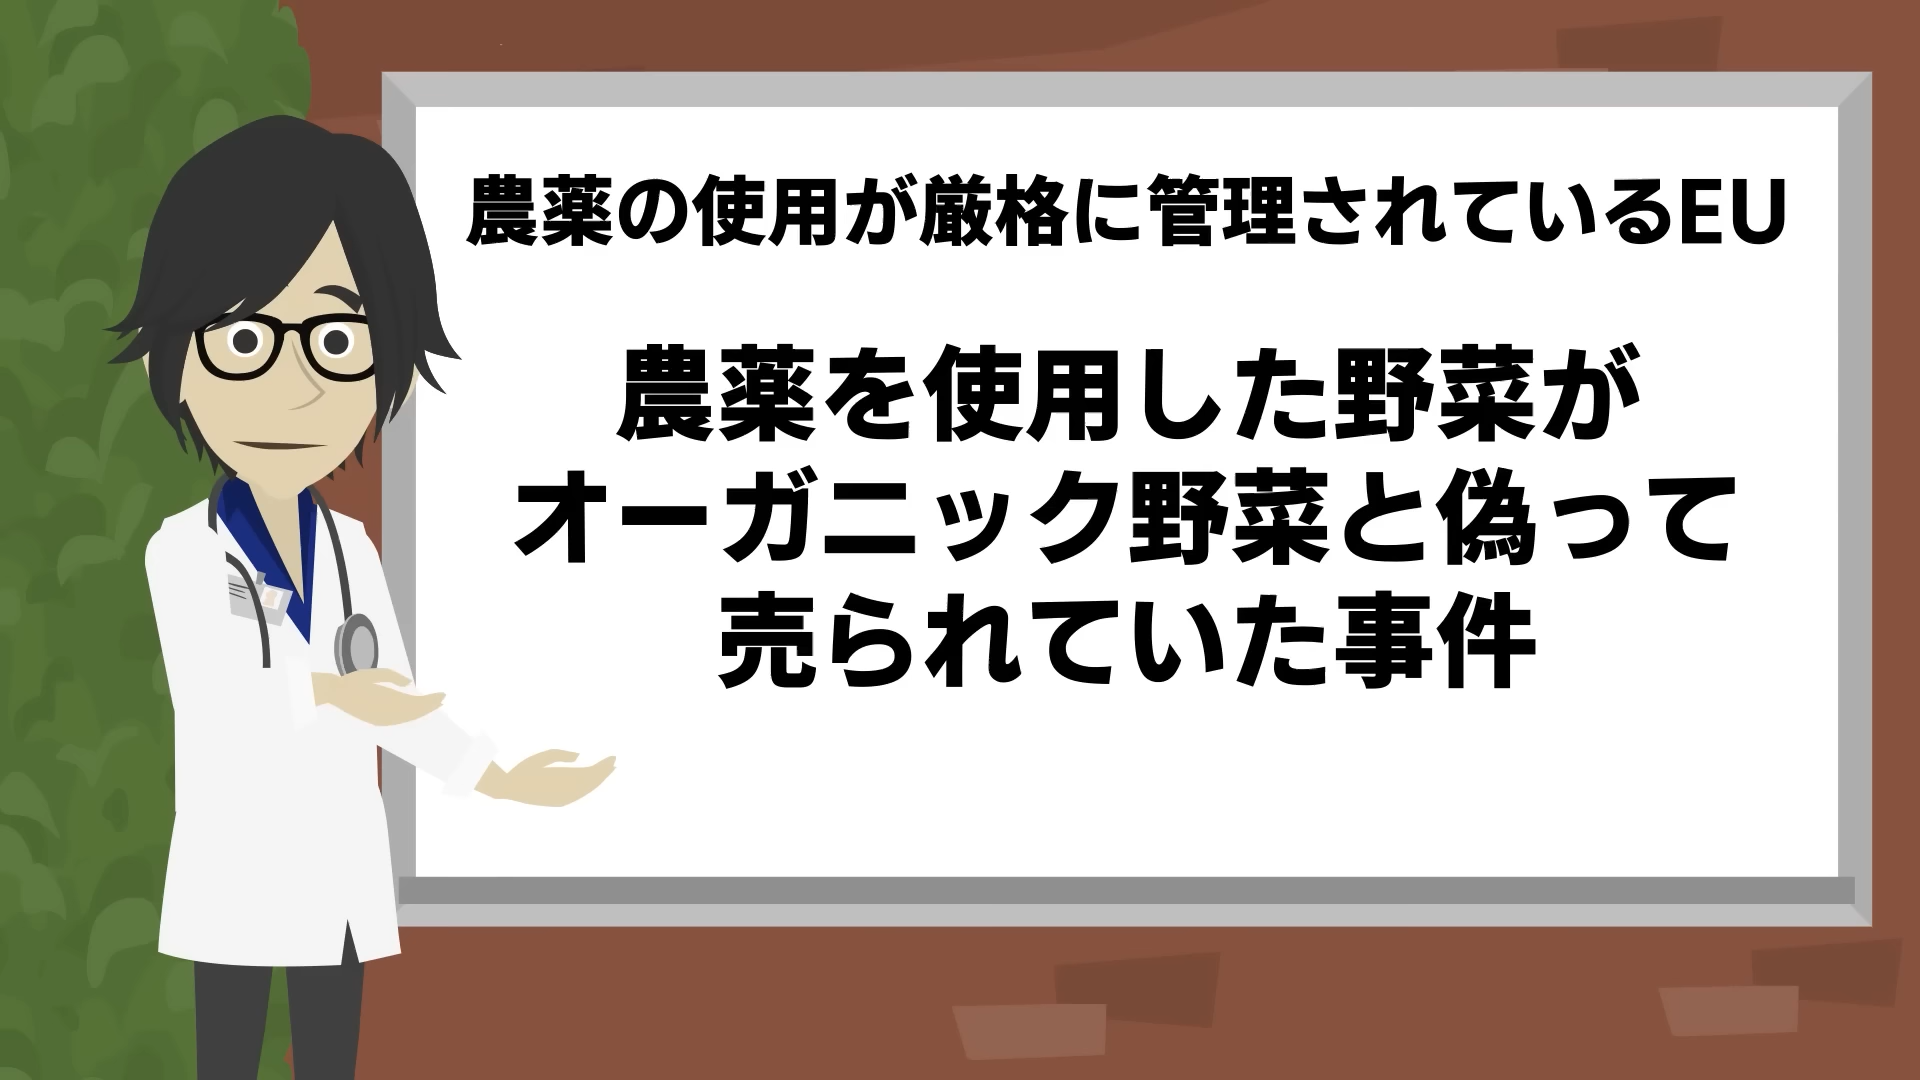 農薬の使用が厳格に管理されているEU
農薬を使用した野菜が
オーガニック野菜と偽って
売られていた事件